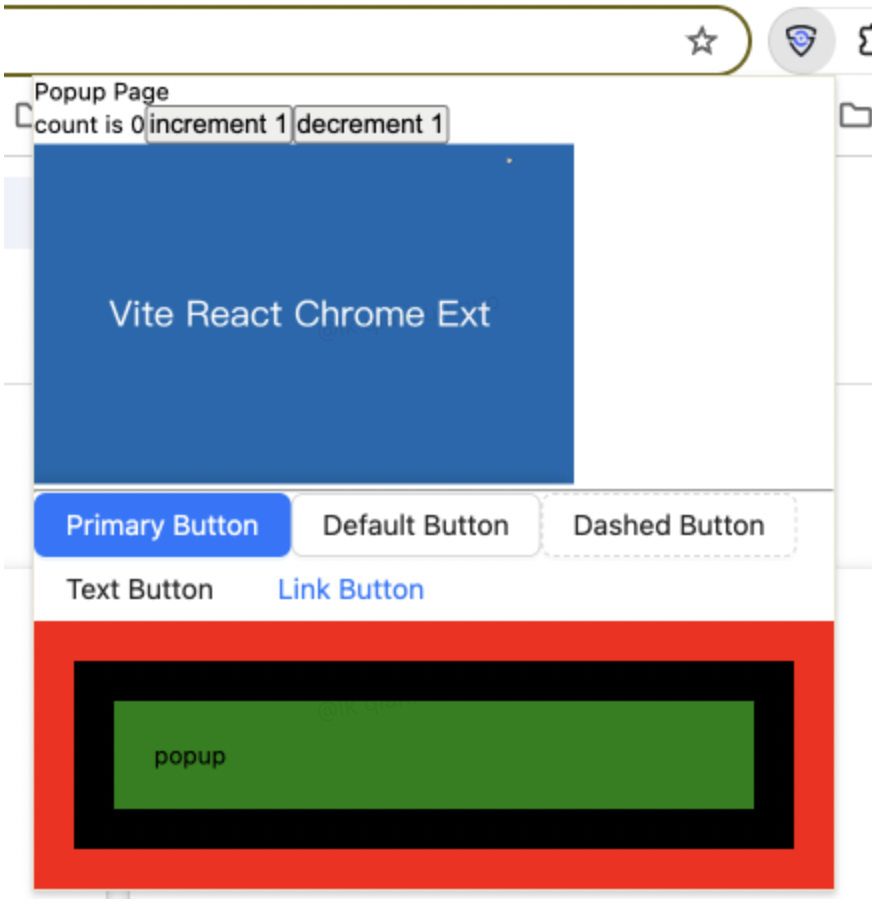 Popup Page
count is 0 increment 1 decrement 1
Vite React Chrome Ext
Primary Button Default Button Dashed Button
Text Button Link Button
popup